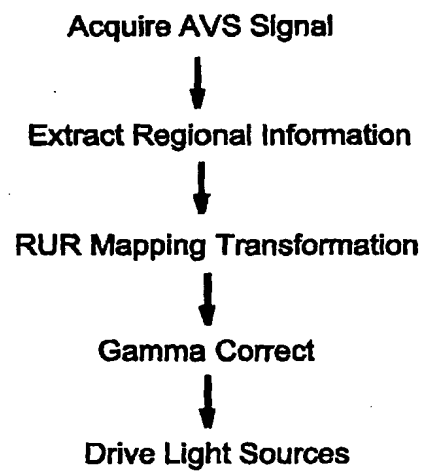 Acquire AVS Signal
Extract Regional Information
RUR Mapping Transformation
Gamma Correct
Drive Light Sources